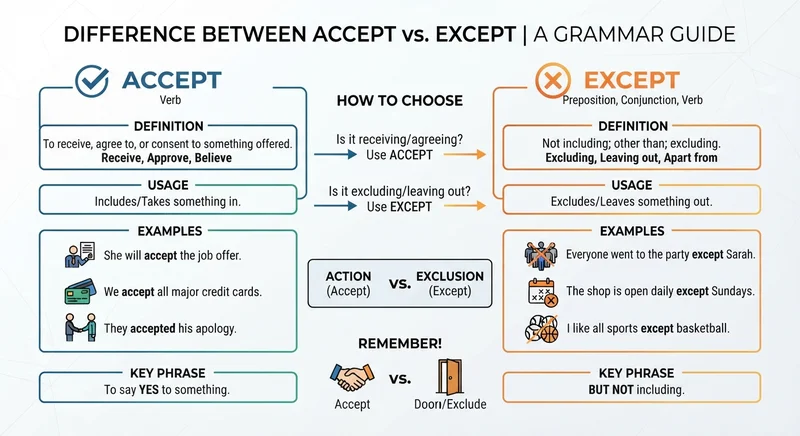 DIFFERENCE BETWEEN ACCEPT vs. EXCEPT | A GRAMMAR GUIDE
ACCEPT
Verb
DEFINITION
To receive, agree to, or consent to something offered.
Receive, Approve, Believe
USAGE
Includes/Takes something in.
EXAMPLES
She will accept the job offer.
We accept all major credit cards.
They accepted his apology.
KEY PHRASE
To say YES to something.
HOW TO CHOOSE
Is it receiving/agreeing?
Use ACCEPT
Is it excluding/leaving out?
Use EXCEPT
ACTION
(Accept)
vs.
EXCLUSION
(Except)
REMEMBER!
vs.
Accept
Door/Exclude
EXCEPT
Preposition, Conjunction, Verb
DEFINITION
Not including; other than; excluding.
Excluding, Leaving out, Apart from
USAGE
Excludes/Leaves something out.
EXAMPLES
Everyone went to the party except Sarah.
The shop is open daily except Sundays.
I like all sports except basketball.
KEY PHRASE
BUT NOT including.